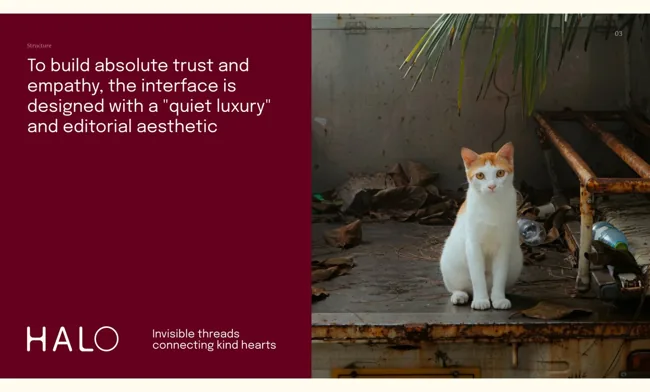 Structure
To build absolute trust and
empathy, the interface is
designed with a "quiet luxury"
and editorial aesthetic
03
HALO
Invisible threads
connecting kind hearts